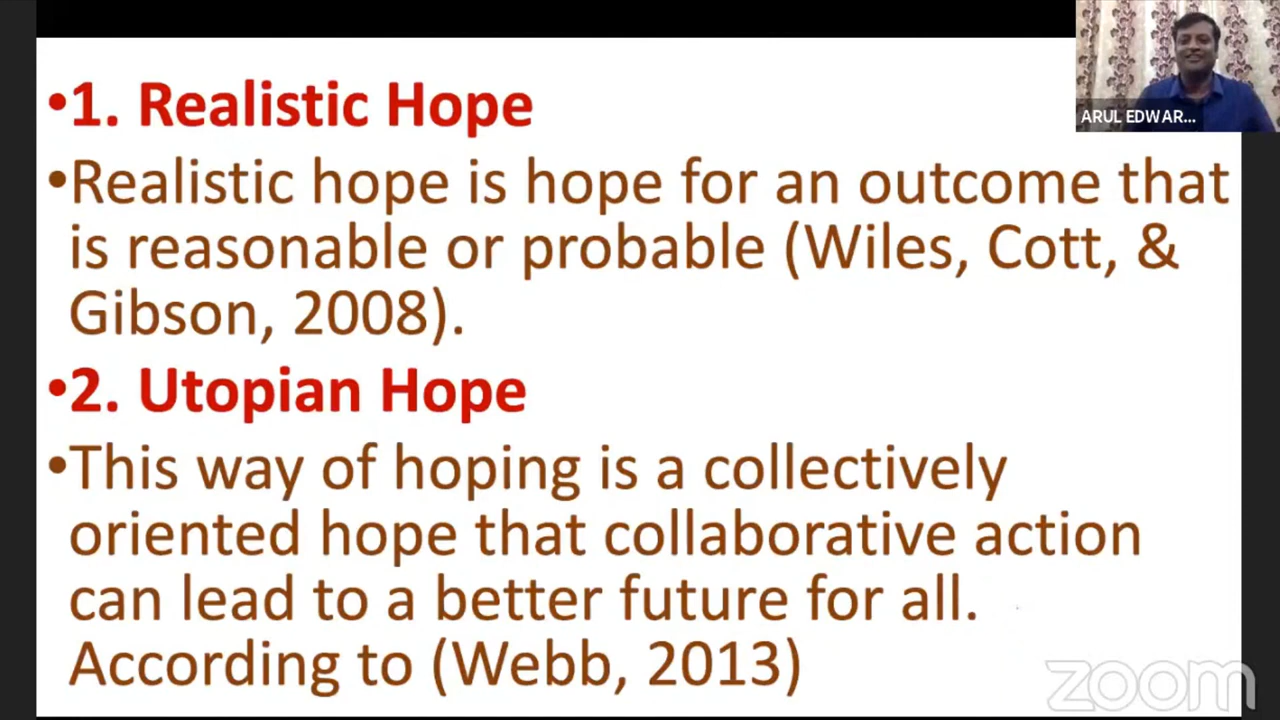 •1. Realistic Hope
•Realistic hope is hope for an outcome that
is reasonable or probable (Wiles, Cott, &
Gibson, 2008).
•2. Utopian Hope
•This way of hoping is a collectively
oriented hope that collaborative action
can lead to a better future for all.
According to (Webb, 2013)
ARUL EDWAR...
zoom